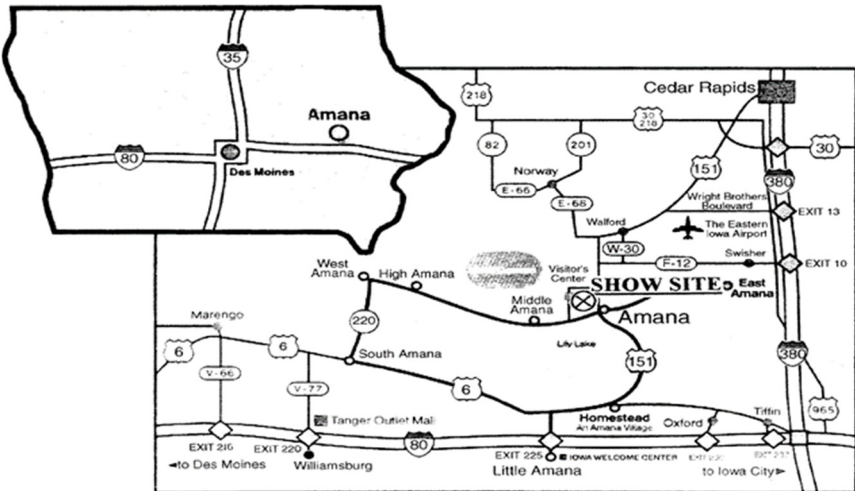 35
Amana
80
Des Moines
218
Cedar Rapids
30
218
82
201
30
151
Norway
380
E-66
E-68
Wright Brothers
Boulevard
EXIT 13
Walford
The Eastern
Iowa Airport
W-30
Swisher
F-12
EXIT 10
West
Amana
High Amana
Visitor's
Center
SHOW SITE
East
Amana
Middle
Amana
Amana
Marengo
220
Lily Lake
6
6
South Amana
151
380
V-66
V-77
6
965
Tanger Outlet Mall
Homestead
An Amana Village
Oxford
Tiffin
80
EXIT 216
EXIT 220
EXIT 225
IOWA WELCOME CENTER
to Des Moines
Williamsburg
Little Amana
to Iowa City